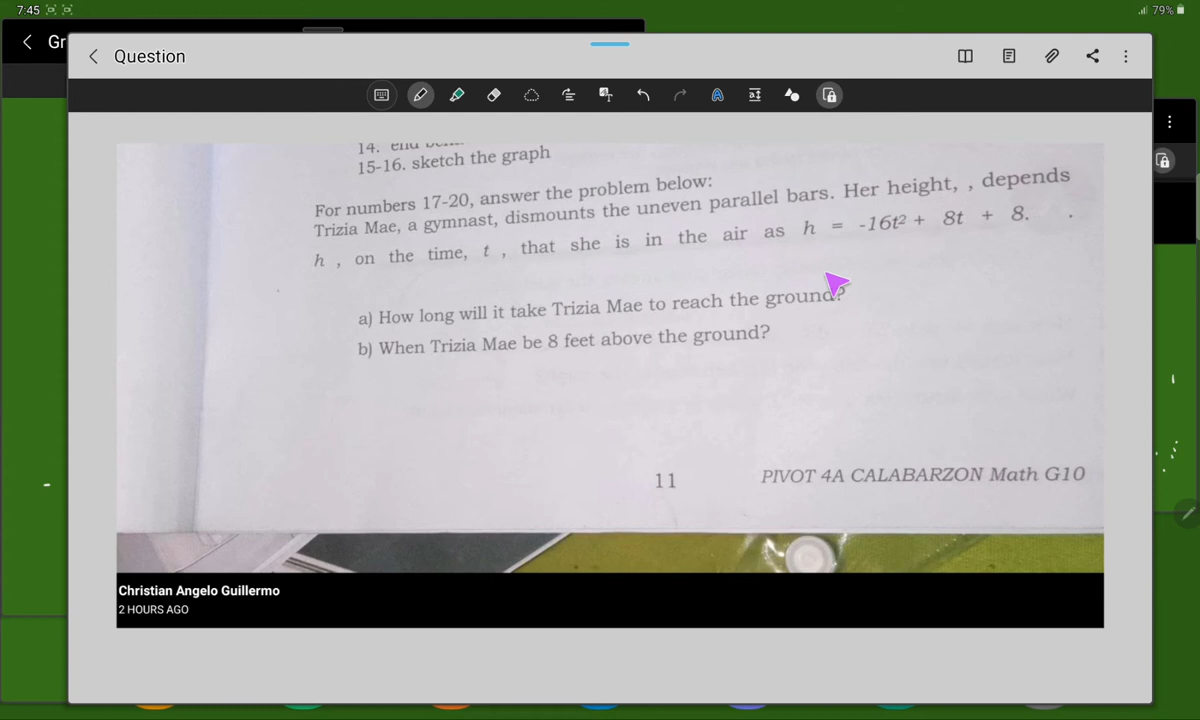 7:45
79%
Gr
Question
14. end
15-16. sketch the graph
For numbers 17-20, answer the problem below:
Trizia Mae, a gymnast, dismounts the uneven parallel bars. Her height, , depends
h , on the time, t , that she is in the air as h = -16t² + 8t + 8. .
a) How long will it take Trizia Mae to reach the ground?
b) When Trizia Mae be 8 feet above the ground?
11
PIVOT 4A CALABARZON Math G10
Christian Angelo Guillermo
2 HOURS AGO